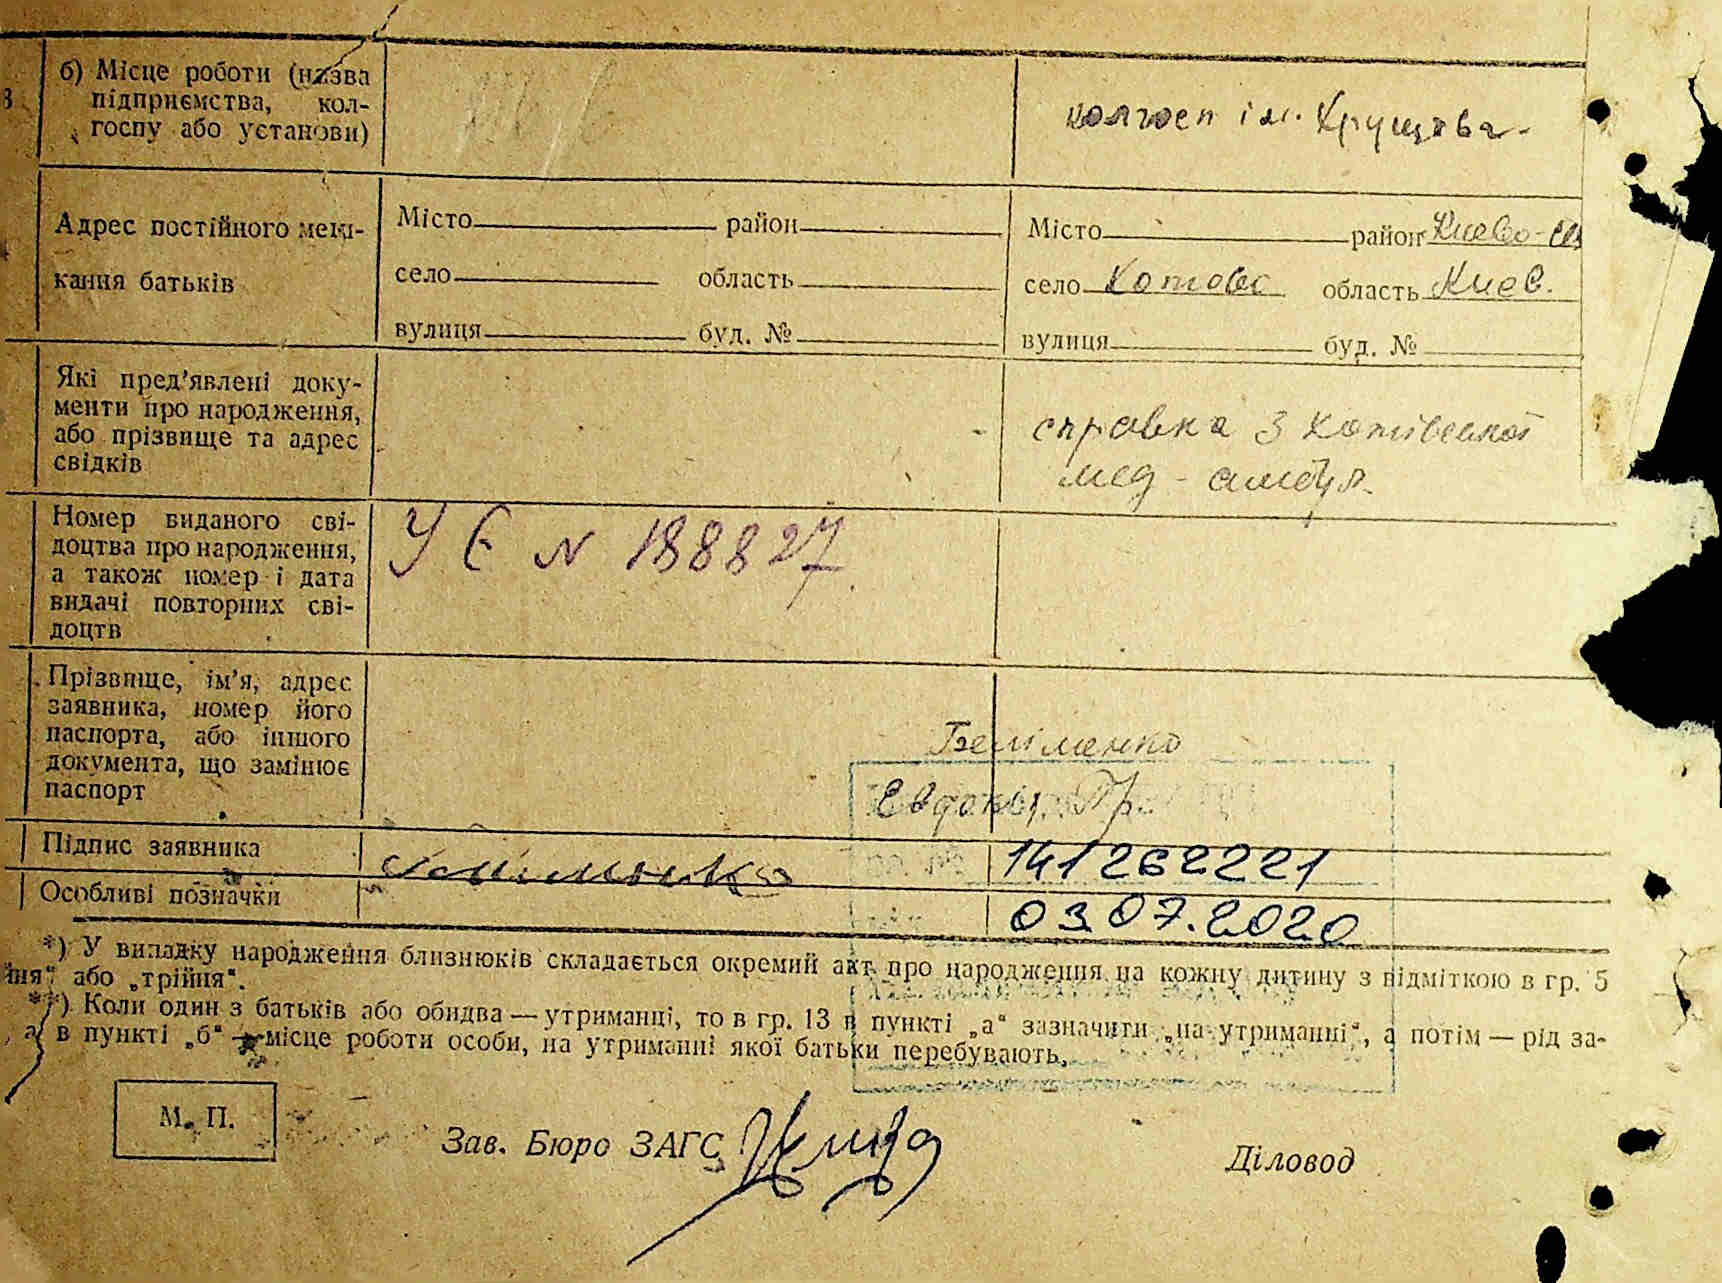 б) Місце роботи (назва
підприємства, кол-
госпу або установи)
колгосп ім. Хрущова
Адрес постійного меш-
кання батьків
Місто район
село область
вулиця буд. №
Місто район Киево-
село область Киев.
вулиця буд. №
Які пред'явлені доку-
менти про народження,
або прізвище та адрес
свідків
справка з
мед - амбул.
Номер виданого сві-
доцтва про народження,
а також номер і дата
видачі повторних сві-
доцтв
УЄ N 188827
Прізвище, ім'я, адрес
заявника, номер його
паспорта, або іншого
документа, що замінює
паспорт
Підпис заявника
141262221
Особливі позначки
03.07.2020
*) У випадку народження близнюків складається окремий акт про народження на кожну дитину з відміткою в гр. 5
або „трійня“.
**) Коли один з батьків або обидва — утриманці, то в гр. 13 в пункті „а“ зазначити „на утриманні“, а потім — рід за-
, а в пункті „б“ — місце роботи особи, на утриманні якої батьки перебувають.
М. П.
Зав. Бюро ЗАГС
Діловод